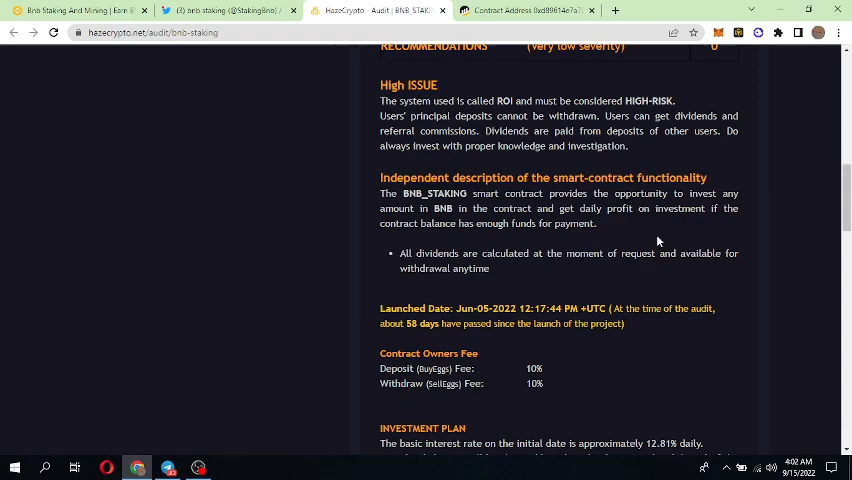 Bnb Staking And Mining | Earn B
(3) bnb staking (@StakingBnb) /
HazeCrypto - Audit | BNB_STAKIN
Contract Address 0xd89614e7a7
hazecrypto.net/audit/bnb-staking
RECOMMENDATIONS (very low severity) 0
High ISSUE
The system used is called ROI and must be considered HIGH-RISK.
Users' principal deposits cannot be withdrawn. Users can get dividends and
referral commissions. Dividends are paid from deposits of other users. Do
always invest with proper knowledge and investigation.
Independent description of the smart-contract functionality
The BNB_STAKING smart contract provides the opportunity to invest any
amount in BNB in the contract and get daily profit on investment if the
contract balance has enough funds for payment.
• All dividends are calculated at the moment of request and available for
withdrawal anytime
Launched Date: Jun-05-2022 12:17:44 PM +UTC ( At the time of the audit,
about 58 days have passed since the launch of the project)
Contract Owners Fee
Deposit (BuyEggs) Fee: 10%
Withdraw (SellEggs) Fee: 10%
INVESTMENT PLAN
The basic interest rate on the initial date is approximately 12.81% daily.
4:02 AM
9/15/2022